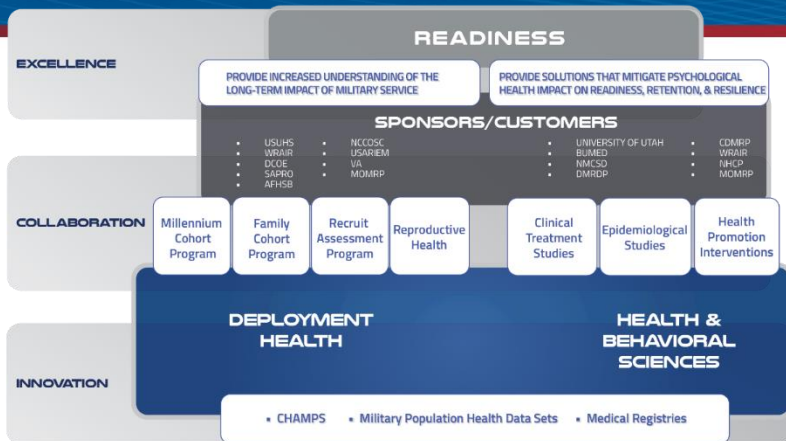 READINESS
EXCELLENCE
PROVIDE INCREASED UNDERSTANDING OF THE
LONG-TERM IMPACT OF MILITARY SERVICE
PROVIDE SOLUTIONS THAT MITIGATE PSYCHOLOGICAL
HEALTH IMPACT ON READINESS, RETENTION, & RESILIENCE
SPONSORS/CUSTOMERS
• USUHS
• WRAIR
• DCOE
• SAPRO
• AFHSB
• NCCOSC
• USARIEM
• VA
• MOMRP
• UNIVERSITY OF UTAH
• BUMED
• NMCSD
• DMRDP
• CDMRP
• WRAIR
• NHCP
• MOMRP
COLLABORATION
Millennium
Cohort
Program
Family
Cohort
Program
Recruit
Assessment
Program
Reproductive
Health
Clinical
Treatment
Studies
Epidemiological
Studies
Health
Promotion
Interventions
DEPLOYMENT
HEALTH
HEALTH &
BEHAVIORAL
SCIENCES
INNOVATION
• CHAMPS • Military Population Health Data Sets • Medical Registries